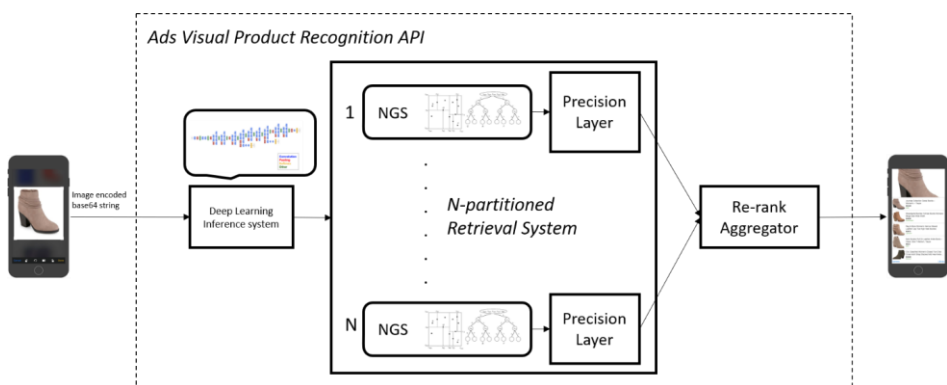 Ads Visual Product Recognition API
Image encoded
base64 string
Deep Learning
Inference system
1
NGS
Precision
Layer
N-partitioned
Retrieval System
N
NGS
Precision
Layer
Re-rank
Aggregator